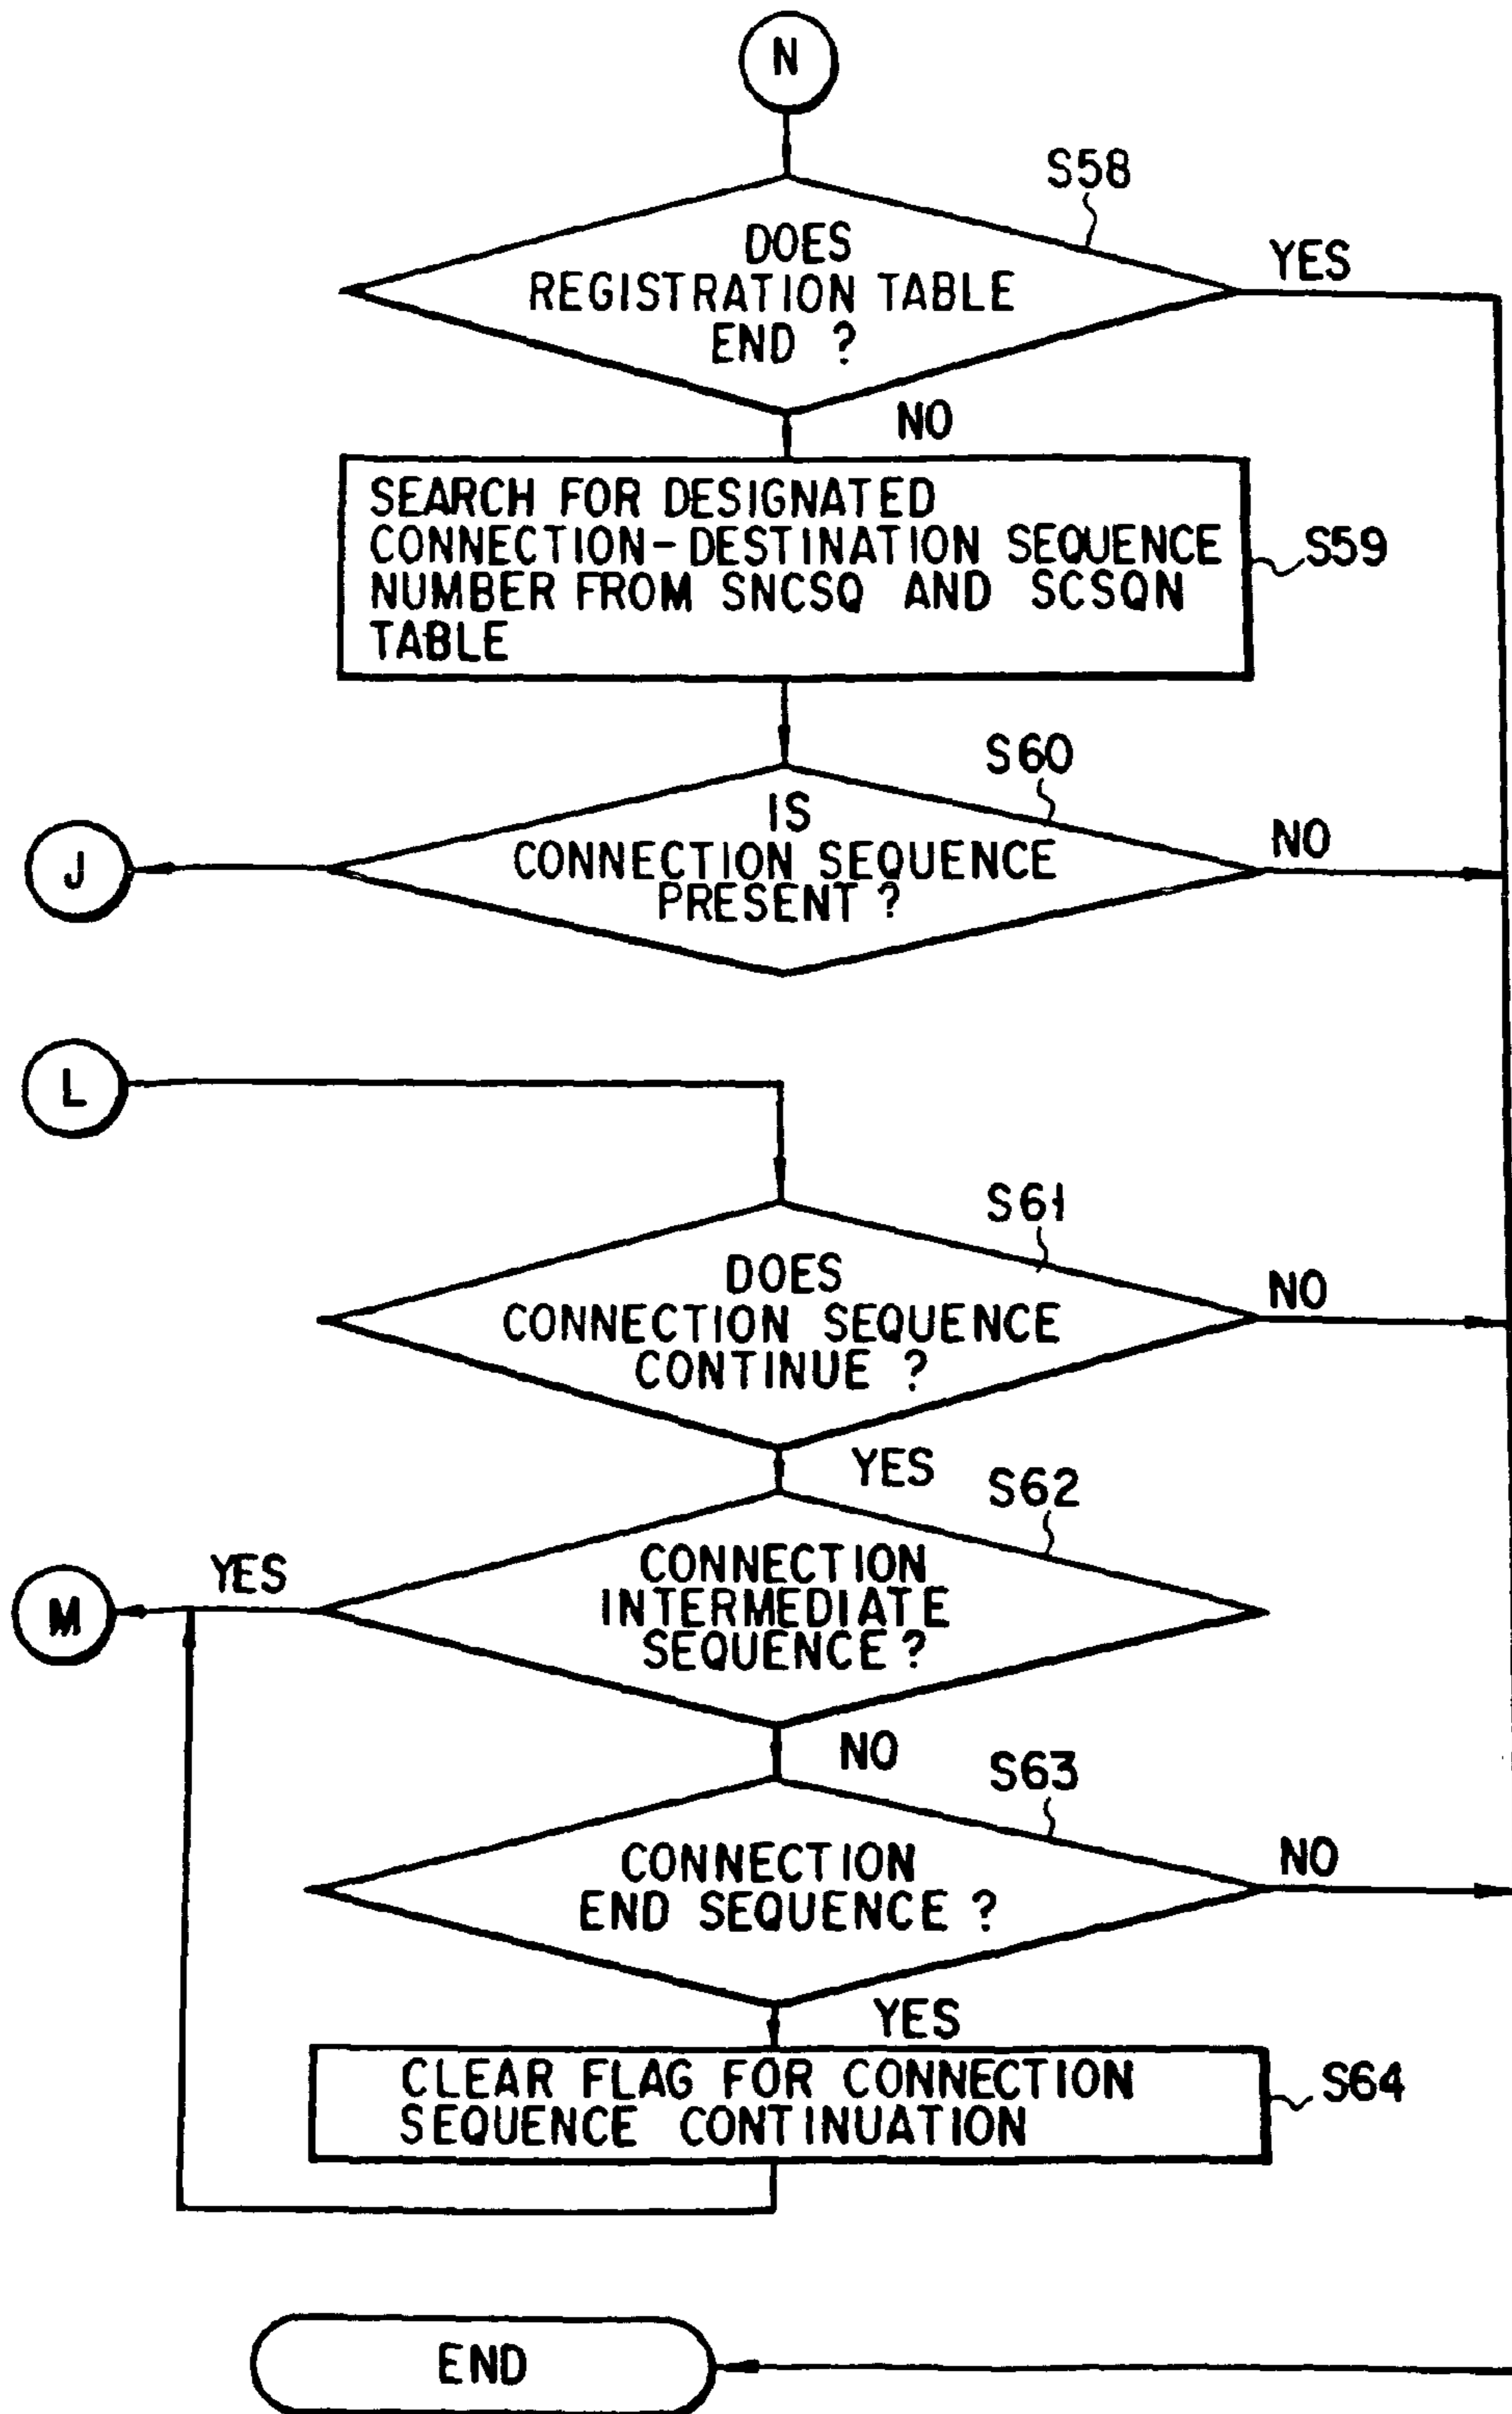 N
S58
DOES
REGISTRATION TABLE
END ?
YES
NO
SEARCH FOR DESIGNATED
CONNECTION-DESTINATION SEQUENCE
NUMBER FROM SNCSQ AND SCSQN
TABLE
S59
S60
IS
CONNECTION SEQUENCE
PRESENT ?
NO
J
L
S61
DOES
CONNECTION SEQUENCE
CONTINUE ?
NO
YES
S62
CONNECTION
INTERMEDIATE
SEQUENCE ?
YES
M
NO
S63
CONNECTION
END SEQUENCE ?
NO
YES
CLEAR FLAG FOR CONNECTION
SEQUENCE CONTINUATION
S64
END